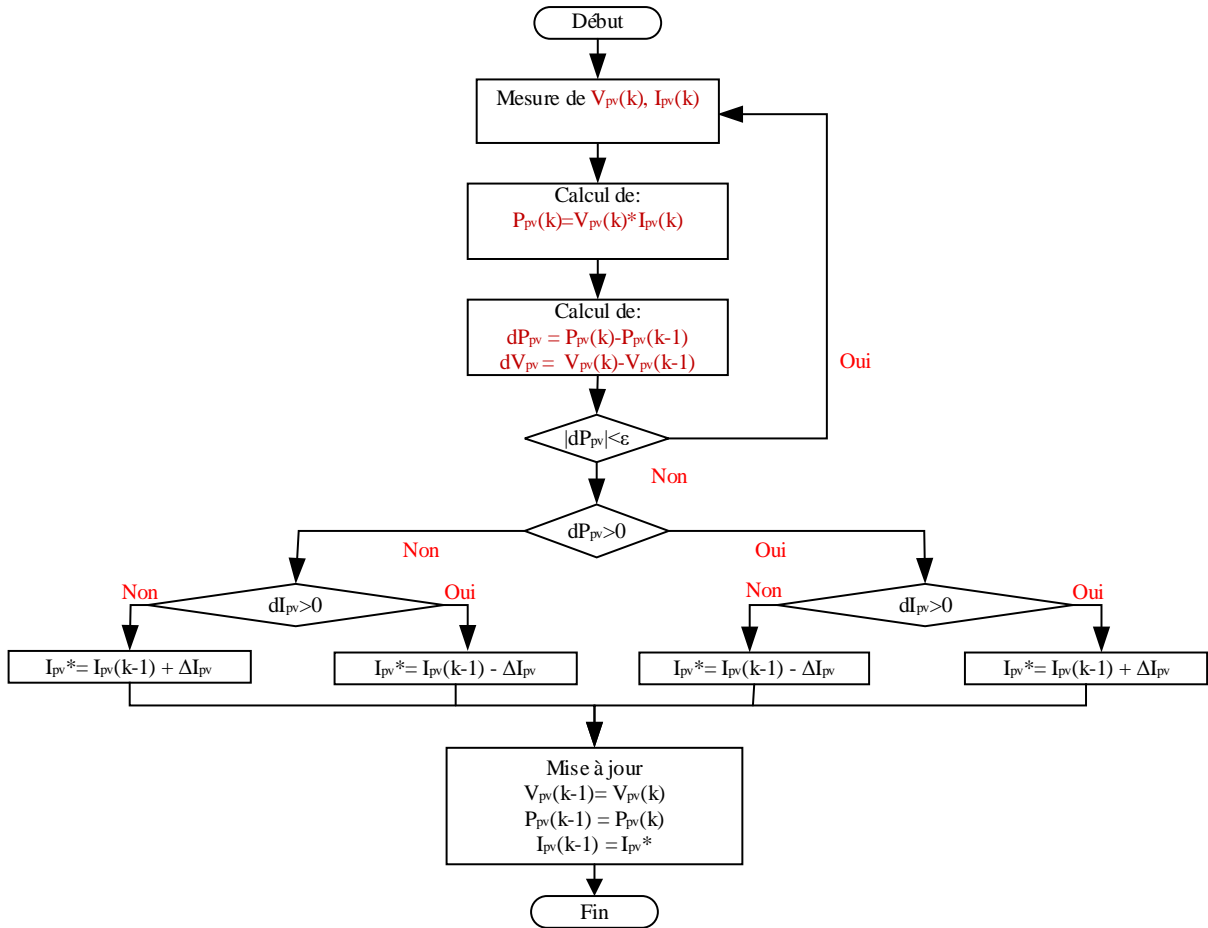 Début
Mesure de Vpv(k), Ipv(k)
Calcul de:
Ppv(k)=Vpv(k)*Ipv(k)
Calcul de:
dPpv = Ppv(k)-Ppv(k-1)
dVpv = Vpv(k)-Vpv(k-1)
Oui
|dPpv|<ε
Non
dPpv>0
Non
Oui
Non
dIpv>0
Oui
Non
dIpv>0
Oui
Ipv*= Ipv(k-1) + ΔIpv
Ipv*= Ipv(k-1) - ΔIpv
Ipv*= Ipv(k-1) - ΔIpv
Ipv*= Ipv(k-1) + ΔIpv
Mise à jour
Vpv(k-1)= Vpv(k)
Ppv(k-1) = Ppv(k)
Ipv(k-1) = Ipv*
Fin